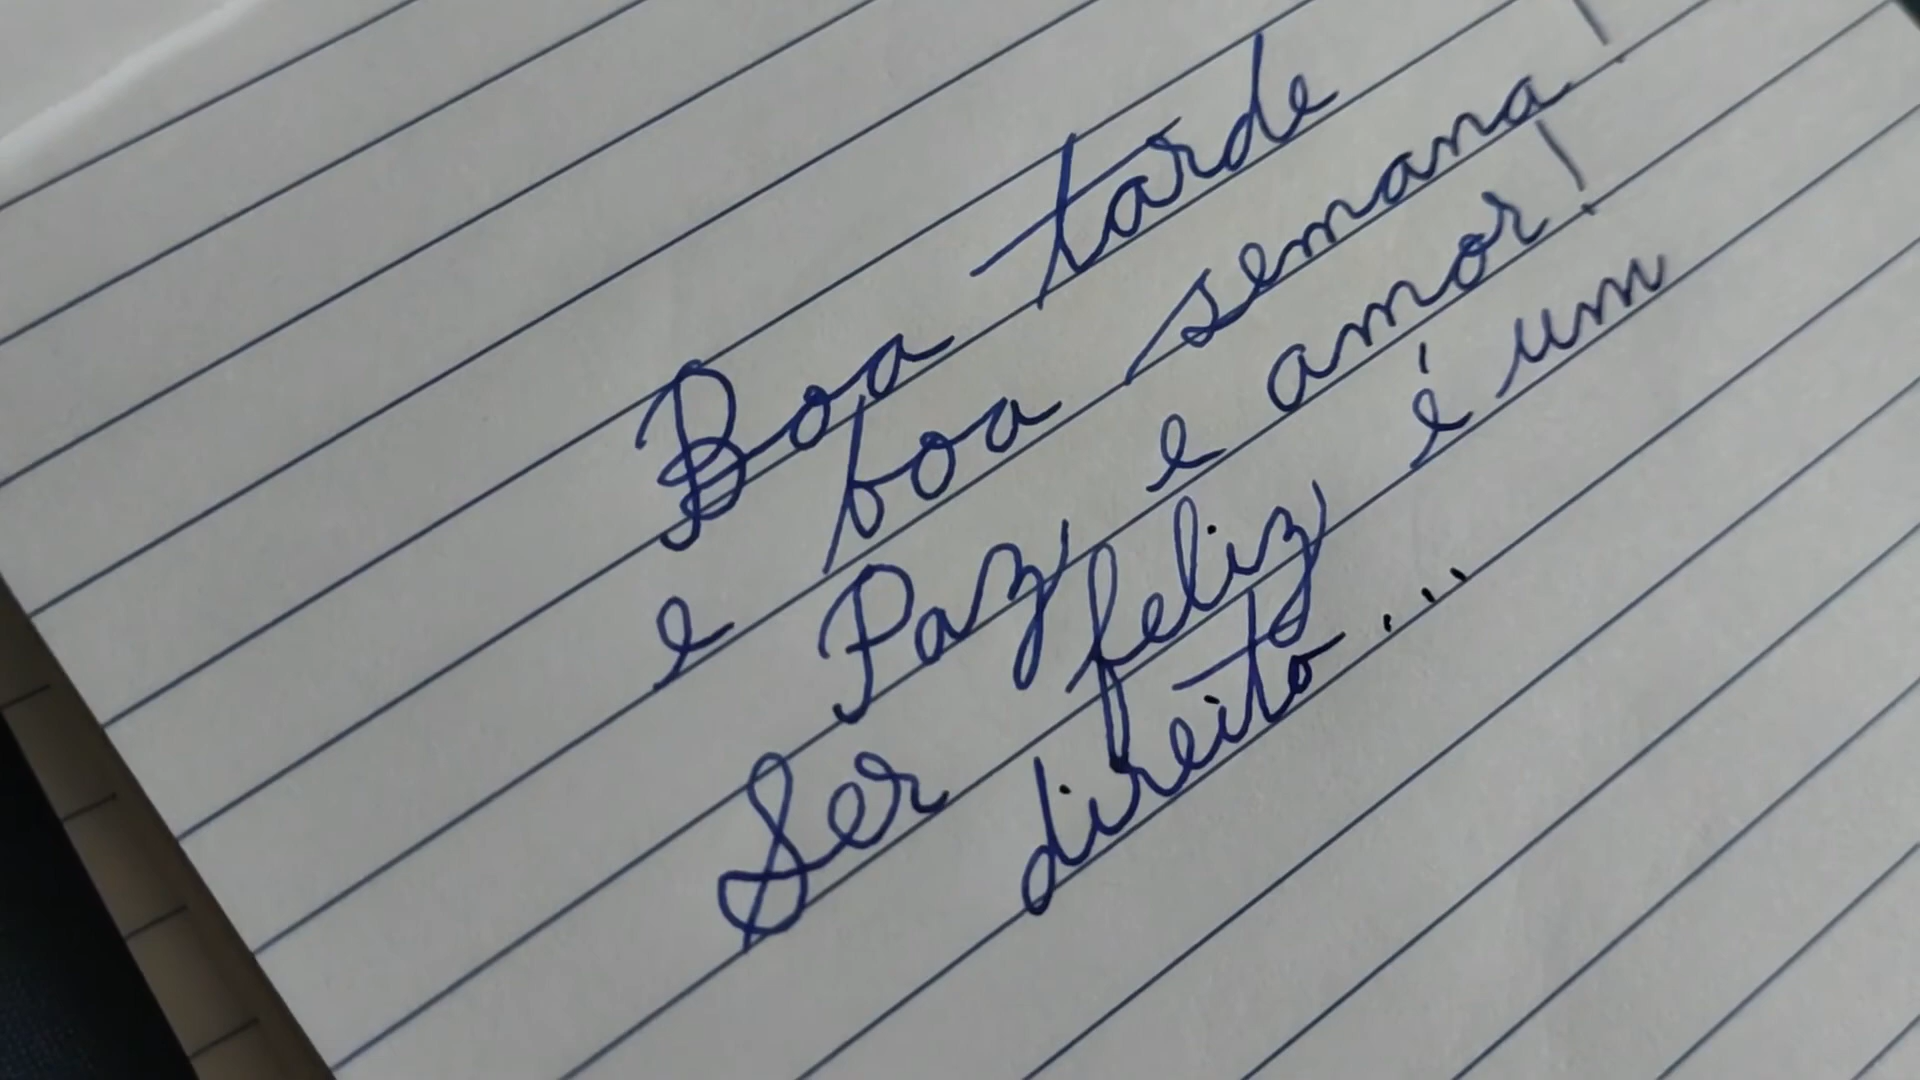 Boa tarde
e boa semana!
Paz e amor!
Ser feliz é um
direito...